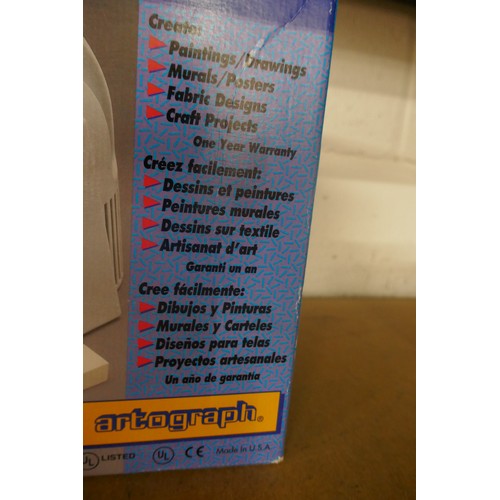 Create:
Paintings/Drawings
Murals/Posters
Fabric Designs
Craft Projects
One Year Warranty
Créez facilement:
Dessins et peintures
Peintures murales
Dessins sur textile
Artisanat d'art
Garanti un an
Cree fácilmente:
Dibujos y Pinturas
Murales y Carteles
Diseños para telas
Proyectos artesanales
Un año de garantía
artograph®
UL LISTED UL CE Made in U.S.A.